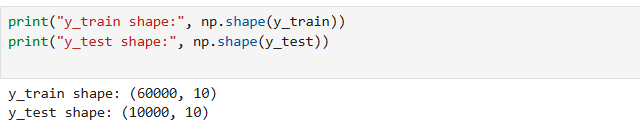 print("y_train shape:", np.shape(y_train))
print("y_test shape:", np.shape(y_test))
y_train shape: (60000, 10)
y_test shape: (10000, 10)